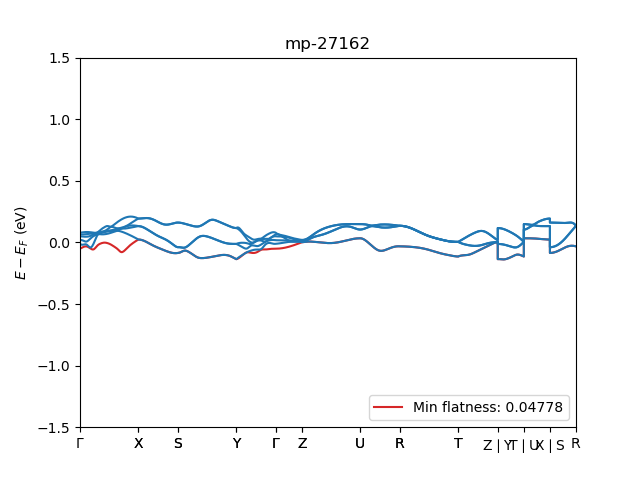 mp-27162
1.5
1.0
0.5
0.0
−0.5
−1.0
−1.5
E − E_F (eV)
Min flatness: 0.04778
Γ X S Y Γ Z U R T Z | YT | UX | S R